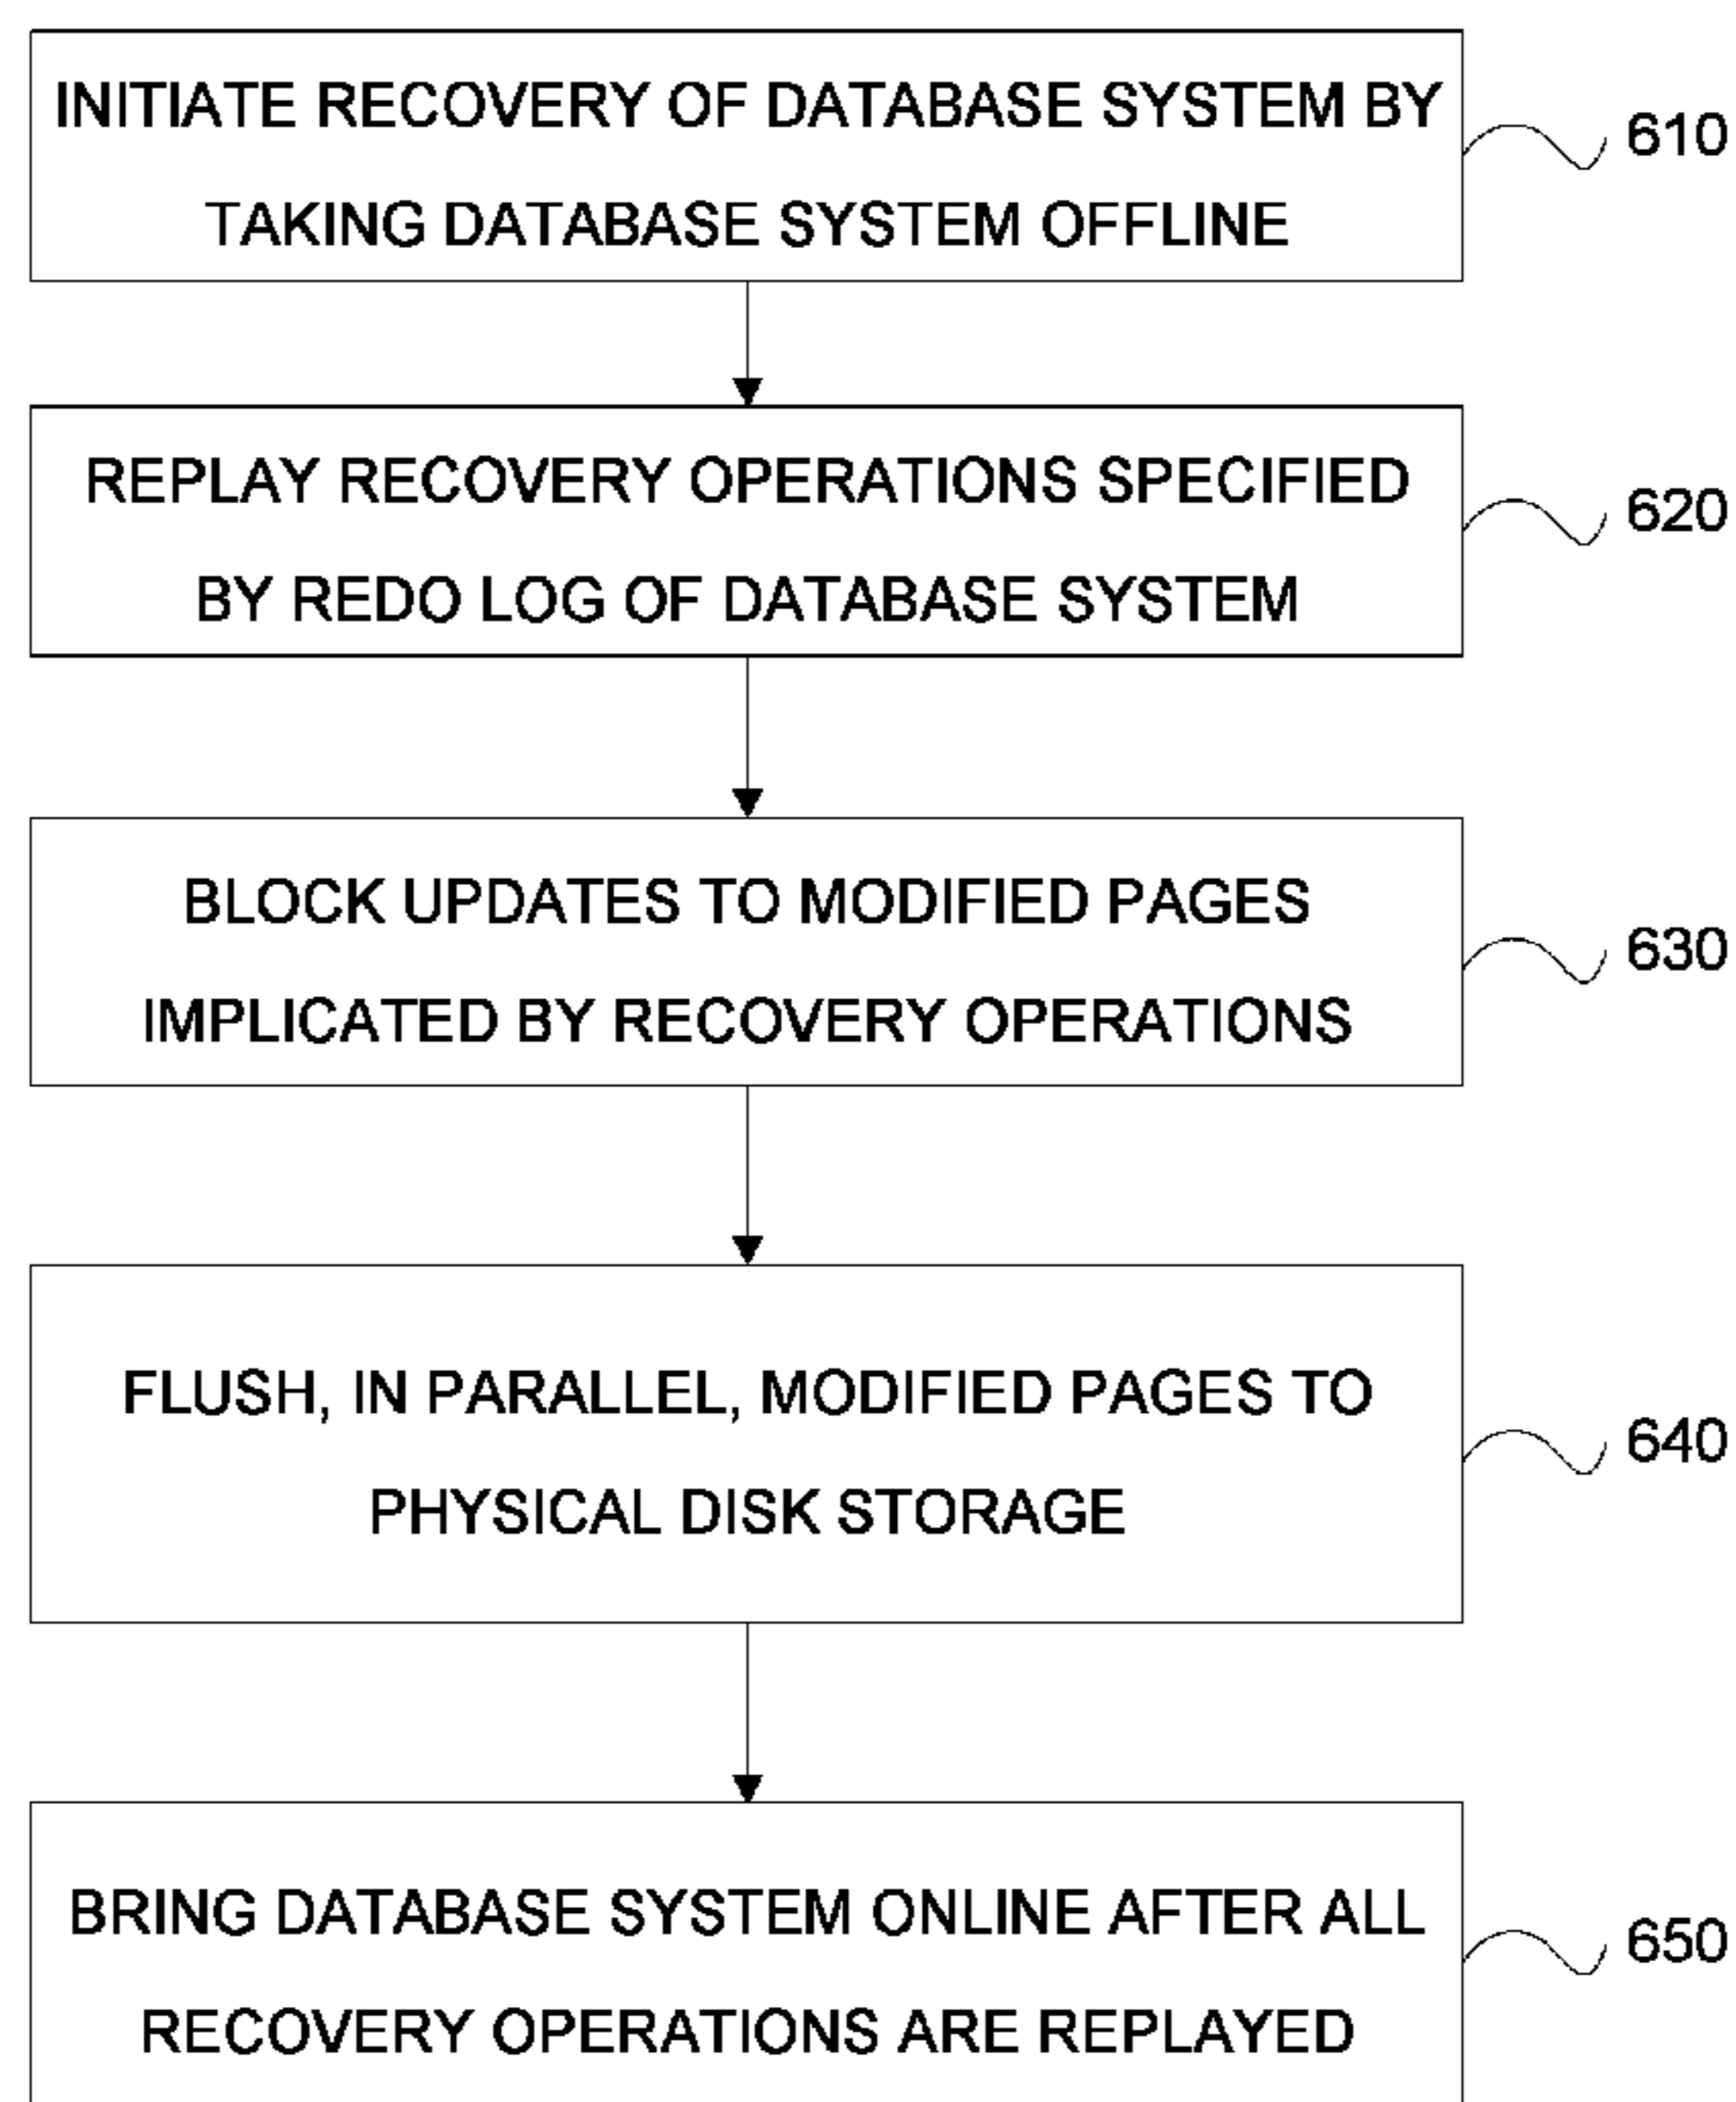 INITIATE RECOVERY OF DATABASE SYSTEM BY
TAKING DATABASE SYSTEM OFFLINE
610
REPLAY RECOVERY OPERATIONS SPECIFIED
BY REDO LOG OF DATABASE SYSTEM
620
BLOCK UPDATES TO MODIFIED PAGES
IMPLICATED BY RECOVERY OPERATIONS
630
FLUSH, IN PARALLEL, MODIFIED PAGES TO
PHYSICAL DISK STORAGE
640
BRING DATABASE SYSTEM ONLINE AFTER ALL
RECOVERY OPERATIONS ARE REPLAYED
650